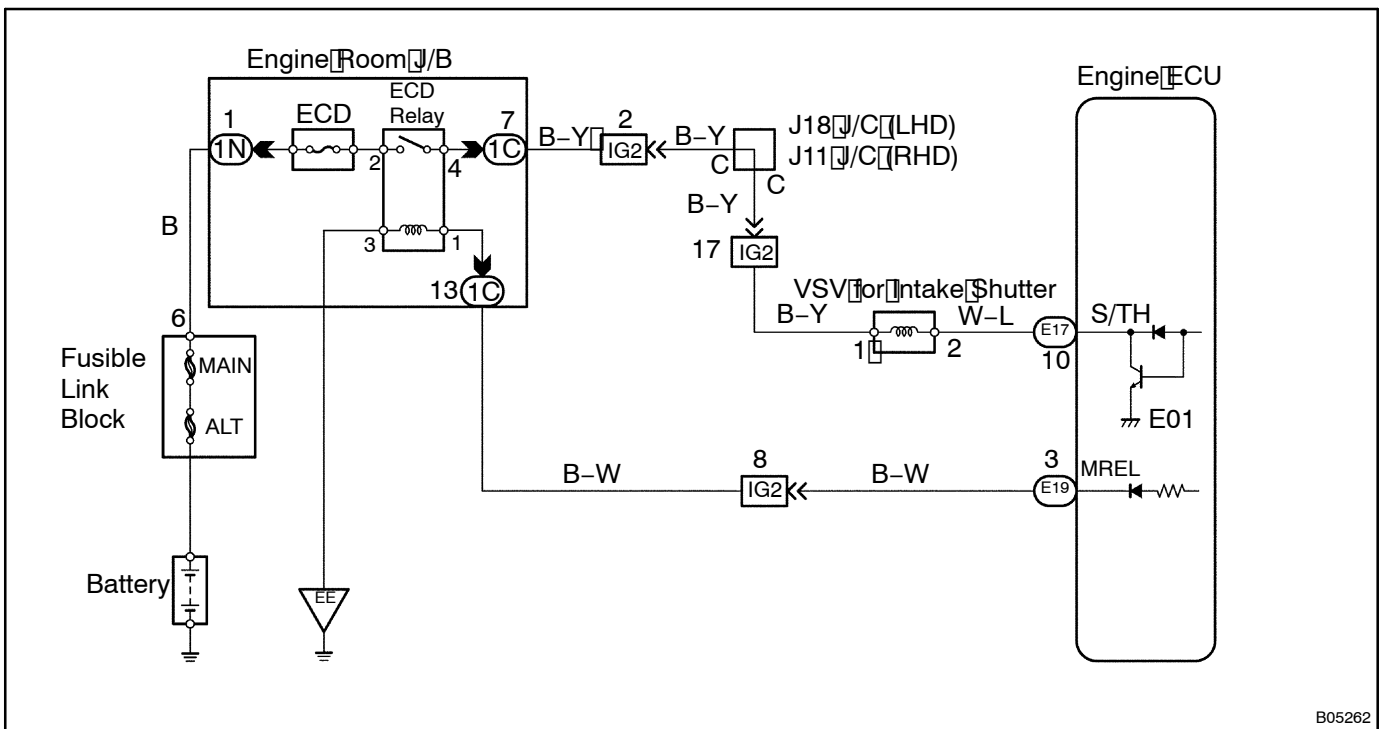 Engine Room J/B
Engine ECU
ECD
Relay
ECD
1
1N
2
4
7
1C
B–Y
2
IG2
B–Y
C
C
J18 J/C (LHD)
J11 J/C (RHD)
B–Y
17
IG2
3
1
13
1C
B
6
Fusible
Link
Block
MAIN
ALT
VSV for Intake Shutter
B–Y
1
2
W–L
E17
10
S/TH
E01
B–W
8
IG2
B–W
3
E19
MREL
Battery
EE
B05262